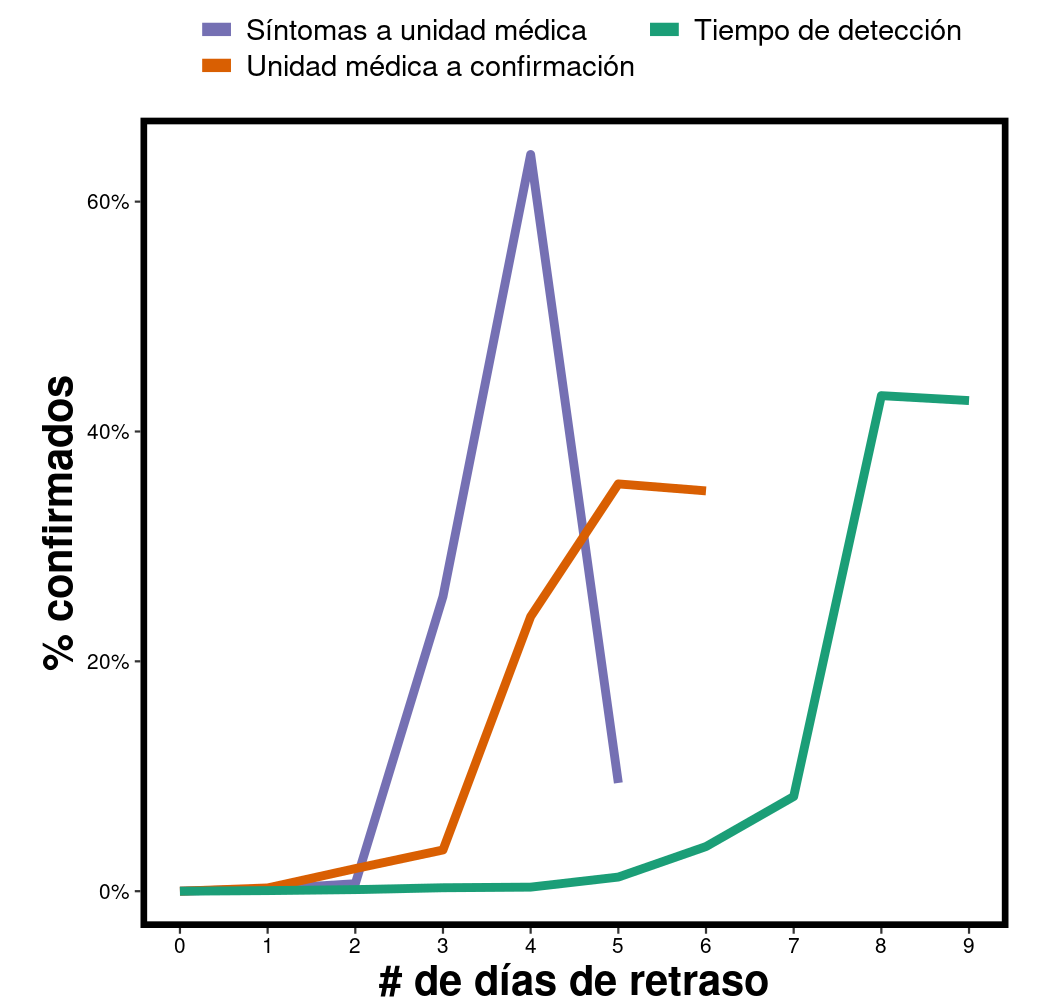 Síntomas a unidad médica
Tiempo de detección
Unidad médica a confirmación
% confirmados
60%
40%
20%
0%
0 1 2 3 4 5 6 7 8 9
# de días de retraso